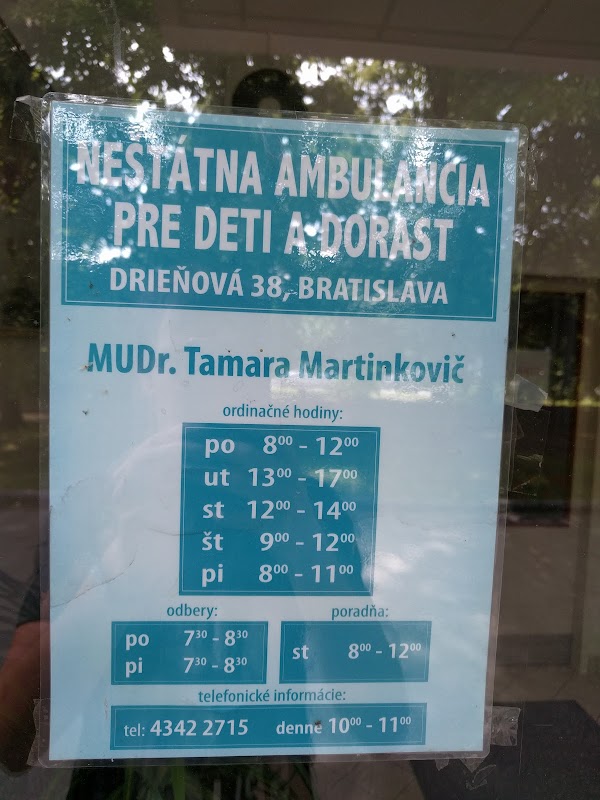 NEŠTÁTNA AMBULANCIA
PRE DETI A DORAST
DRIEŇOVÁ 38, BRATISLAVA
MUDr. Tamara Martinkovič
ordinačné hodiny:
po 8⁰⁰ - 12⁰⁰
ut 13⁰⁰ - 17⁰⁰
st 12⁰⁰ - 14⁰⁰
št 9⁰⁰ - 12⁰⁰
pi 8⁰⁰ - 11⁰⁰
odbery:
po 7³⁰ - 8³⁰
pi 7³⁰ - 8³⁰
poradňa:
st 8⁰⁰ - 12⁰⁰
telefonické informácie:
tel: 4342 2715 denne 10⁰⁰ - 11⁰⁰